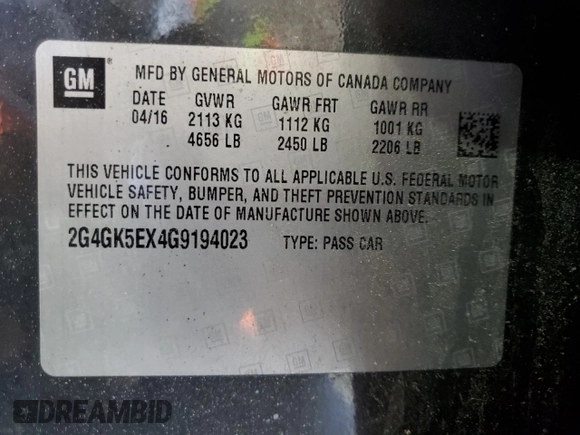 GM MFD BY GENERAL MOTORS OF CANADA COMPANY
DATE GVWR GAWR FRT GAWR RR
04/16 2113 KG 1112 KG 1001 KG
4656 LB 2450 LB 2206 LB
THIS VEHICLE CONFORMS TO ALL APPLICABLE U.S. FEDERAL MOTOR
VEHICLE SAFETY, BUMPER, AND THEFT PREVENTION STANDARDS IN
EFFECT ON THE DATE OF MANUFACTURE SHOWN ABOVE.
2G4GK5EX4G9194023 TYPE: PASS CAR
DREAMBID